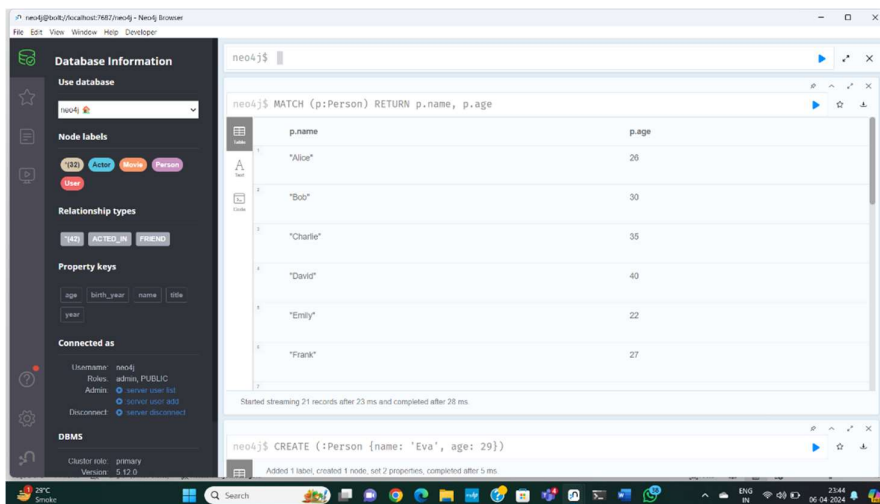 neo4j@bolt://localhost:7687/neo4j - Neo4j Browser
File Edit View Window Help Developer
Database Information
Use database
neo4j
Node labels
*(32) Actor Movie Person
User
Relationship types
*(42) ACTED_IN FRIEND
Property keys
age birth_year name title
year
Connected as
Username: neo4j
Roles: admin, PUBLIC
Admin: server user list
server user add
Disconnect: server disconnect
DBMS
Cluster role: primary
Version: 5.12.0
neo4j$
neo4j$ MATCH (p:Person) RETURN p.name, p.age
Table
Text
Code
p.name p.age
1 "Alice" 26
2 "Bob" 30
3 "Charlie" 35
4 "David" 40
5 "Emily" 22
6 "Frank" 27
Started streaming 21 records after 23 ms and completed after 28 ms.
neo4j$ CREATE (:Person {name: 'Eva', age: 29})
Added 1 label, created 1 node, set 2 properties, completed after 5 ms.
29°C
Smoke
Search
ENG
IN
23:44
06-04-2024